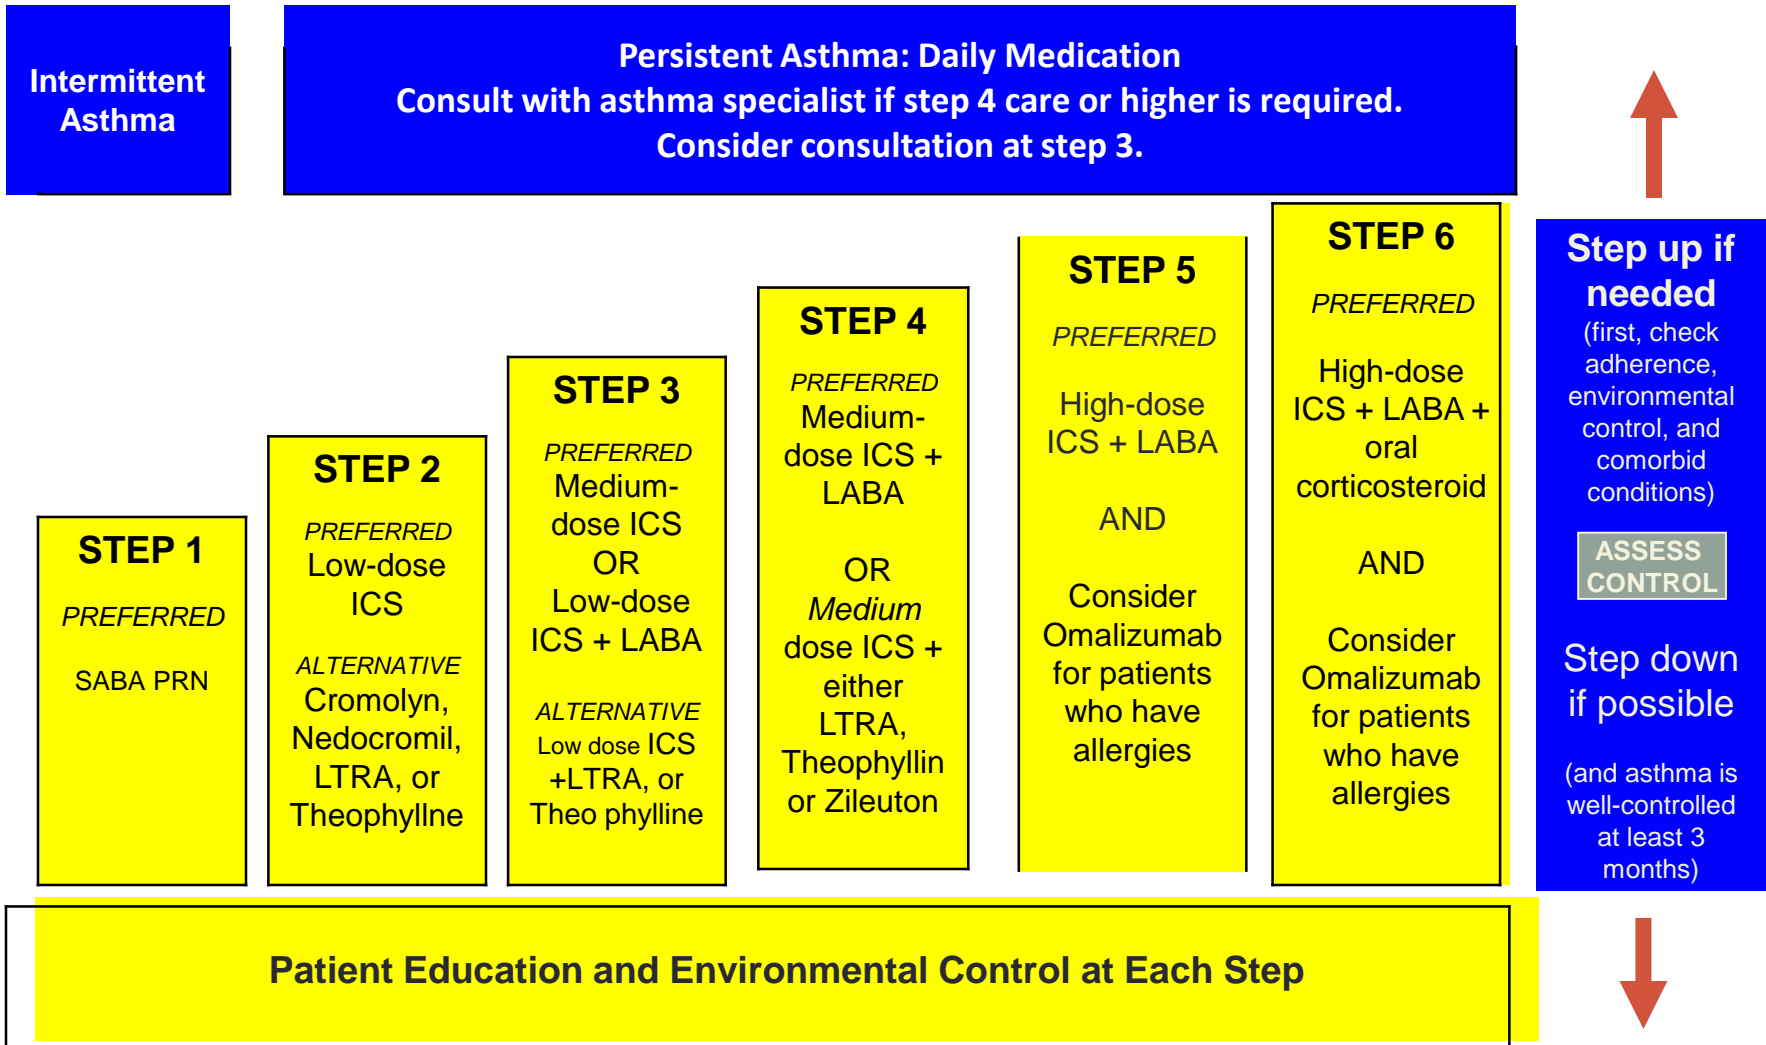 Intermittent
Asthma
Persistent Asthma: Daily Medication
Consult with asthma specialist if step 4 care or higher is required.
Consider consultation at step 3.
STEP 1
PREFERRED
SABA PRN
STEP 2
PREFERRED
Low-dose
ICS
ALTERNATIVE
Cromolyn,
Nedocromil,
LTRA, or
Theophyllne
STEP 3
PREFERRED
Medium-
dose ICS
OR
Low-dose
ICS + LABA
ALTERNATIVE
Low dose ICS
+LTRA, or
Theo phylline
STEP 4
PREFERRED
Medium-
dose ICS +
LABA
OR
Medium
dose ICS +
either
LTRA,
Theophyllin
or Zileuton
STEP 5
PREFERRED
High-dose
ICS + LABA
AND
Consider
Omalizumab
for patients
who have
allergies
STEP 6
PREFERRED
High-dose
ICS + LABA +
oral
corticosteroid
AND
Consider
Omalizumab
for patients
who have
allergies
Step up if
needed
(first, check
adherence,
environmental
control, and
comorbid
conditions)
ASSESS
CONTROL
Step down
if possible
(and asthma is
well-controlled
at least 3
months)
Patient Education and Environmental Control at Each Step